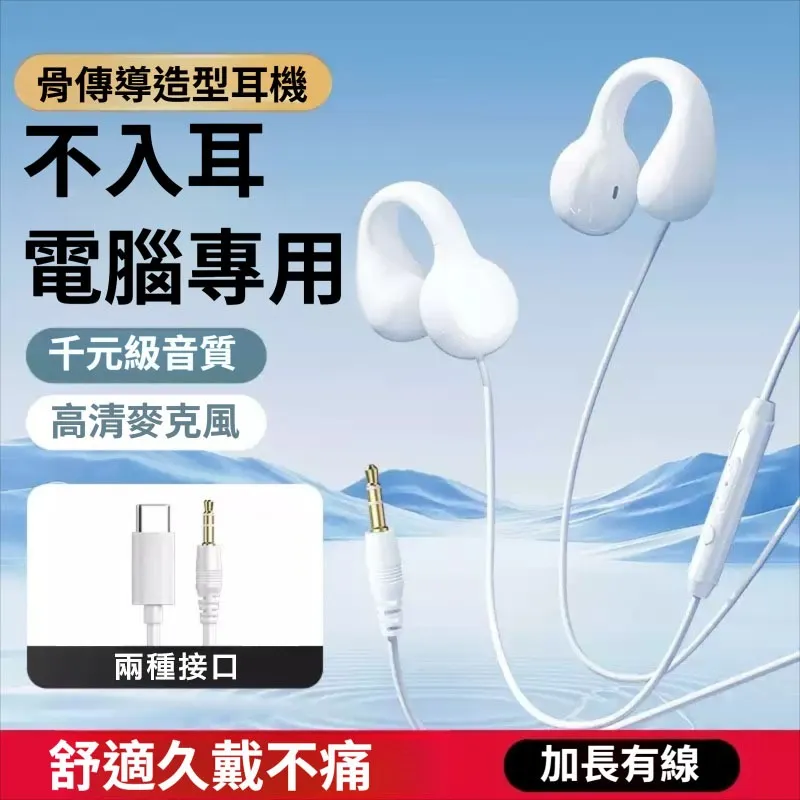 骨傳導造型耳機
不入耳
電腦專用
千元級音質
高清麥克風
兩種接口
舒適久戴不痛
加長有線